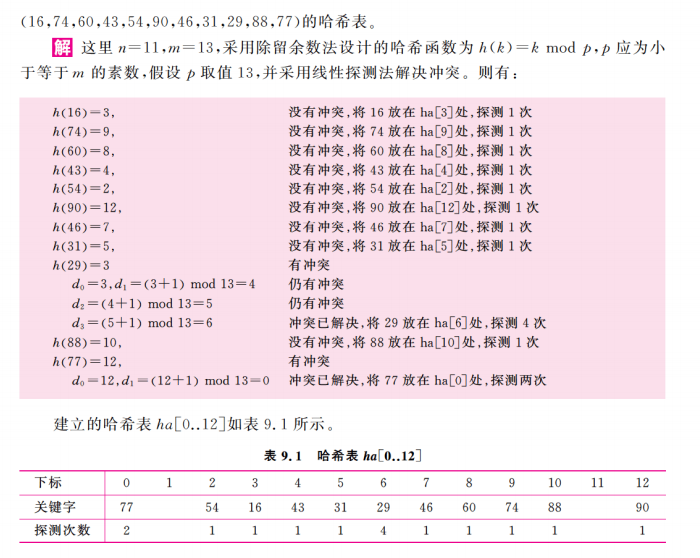 (16,74,60,43,54,90,46,31,29,88,77)的哈希表。
解 这里 n=11,m=13,采用除留余数法设计的哈希函数为 h(k)=k mod p,p 应为小
于等于 m 的素数,假设 p 取值 13,并采用线性探测法解决冲突。则有:
h(16)=3, 没有冲突,将 16 放在 ha[3]处,探测 1 次
h(74)=9, 没有冲突,将 74 放在 ha[9]处,探测 1 次
h(60)=8, 没有冲突,将 60 放在 ha[8]处,探测 1 次
h(43)=4, 没有冲突,将 43 放在 ha[4]处,探测 1 次
h(54)=2, 没有冲突,将 54 放在 ha[2]处,探测 1 次
h(90)=12, 没有冲突,将 90 放在 ha[12]处,探测 1 次
h(46)=7, 没有冲突,将 46 放在 ha[7]处,探测 1 次
h(31)=5, 没有冲突,将 31 放在 ha[5]处,探测 1 次
h(29)=3 有冲突
d₀=3,d₁=(3+1) mod 13=4 仍有冲突
d₂=(4+1) mod 13=5 仍有冲突
d₃=(5+1) mod 13=6 冲突已解决,将 29 放在 ha[6]处,探测 4 次
h(88)=10, 没有冲突,将 88 放在 ha[10]处,探测 1 次
h(77)=12, 有冲突
d₀=12,d₁=(12+1) mod 13=0 冲突已解决,将 77 放在 ha[0]处,探测两次
建立的哈希表 ha[0..12]如表 9.1 所示。
表 9.1 哈希表 ha[0..12]
下标 0 1 2 3 4 5 6 7 8 9 10 11 12
关键字 77 54 16 43 31 29 46 60 74 88 90
探测次数 2 1 1 1 1 4 1 1 1 1 1